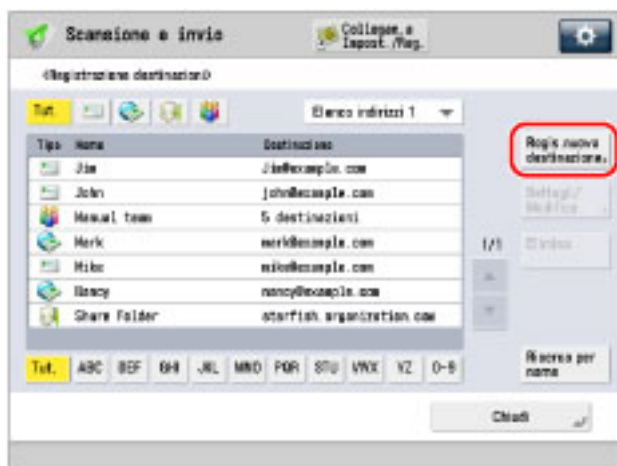 Scansione e invio
Collegam. a
Impost./Reg.
<Registrazione destinazioni>
Tut.
Elenco indirizzi 1
Tipo Nome Destinazione
Jim Jim@example.com
John john@example.com
Manual team 5 destinazioni
Mark mark@example.com
Mike mike@example.com
Nancy nancy@example.com
Share Folder starfish.organization.com
Regis.nuova
destinazione.
Dettagli/
Modifica
1/1
Elimina
Tut. ABC DEF GHI JKL MNO PQR STU VWX YZ 0-9
Ricerca per
nome
Chiudi